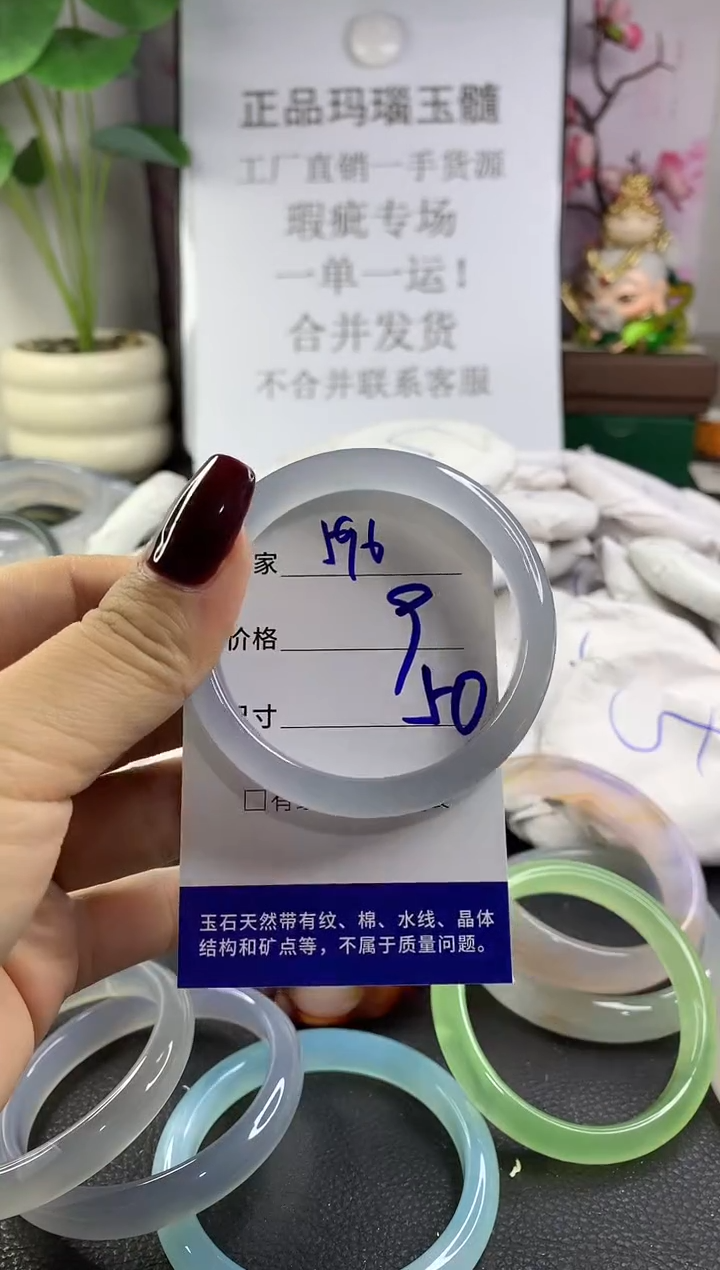 正品玛瑙玉髓
工厂直销一手货源
瑕疵专场
一单一运！
合并发货
不合并联系客服
家 596
价格
寸 50
□有
玉石天然带有纹、棉、水线、晶体
结构和矿点等，不属于质量问题。